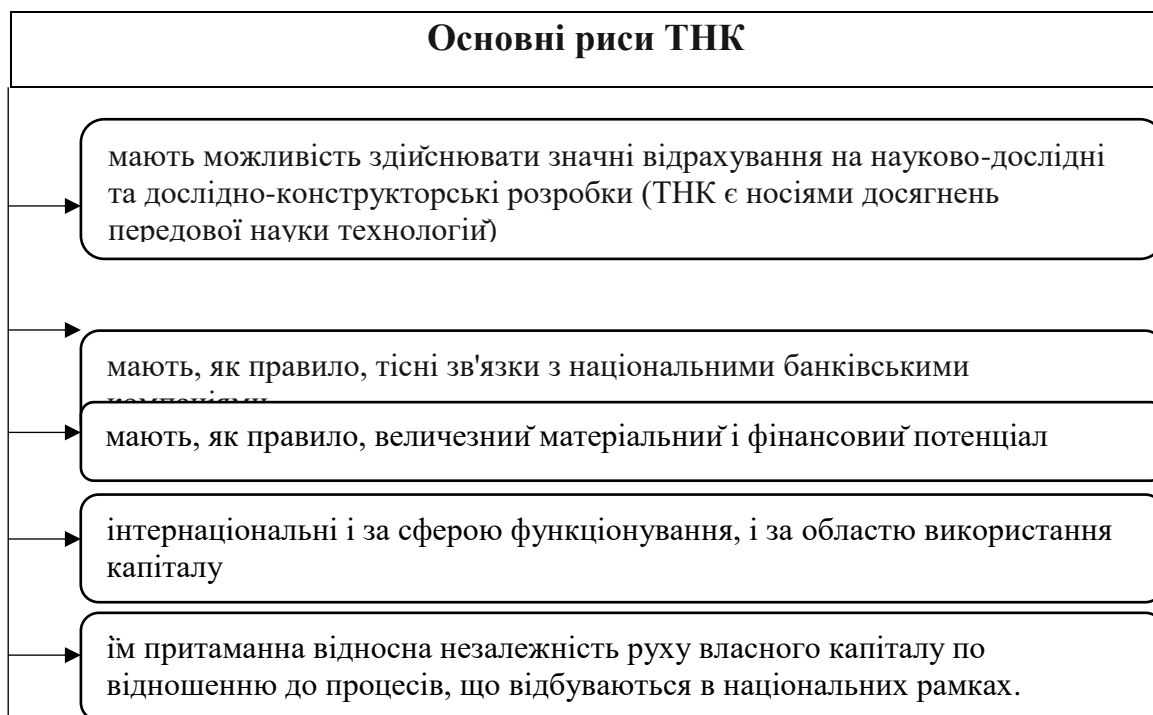 Основні риси ТНК
мають можливість здійснювати значні відрахування на науково-дослідні
та дослідно-конструкторські розробки (ТНК є носіями досягнень
передової науки технологій)
мають, як правило, тісні зв'язки з національними банківськими
компаніями
мають, як правило, величезний матеріальний і фінансовий потенціал
інтернаціональні і за сферою функціонування, і за областю використання
капіталу
їм притаманна відносна незалежність руху власного капіталу по
відношенню до процесів, що відбуваються в національних рамках.